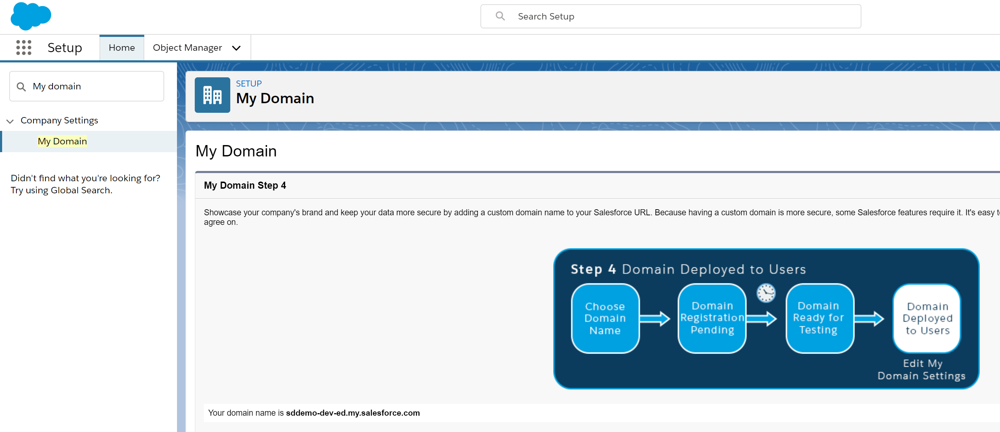 Search Setup
Setup
Home
Object Manager
My domain
Company Settings
My Domain
Didn't find what you're looking for?
Try using Global Search.
SETUP
My Domain
My Domain
My Domain Step 4
Showcase your company's brand and keep your data more secure by adding a custom domain name to your Salesforce URL. Because having a custom domain is more secure, some Salesforce features require it. It's easy
agree on.
Step 4 Domain Deployed to Users
Choose
Domain
Name
Domain
Registration
Pending
Domain
Ready for
Testing
Domain
Deployed
to Users
Edit My
Domain Settings
Your domain name is sddemo-dev-ed.my.salesforce.com